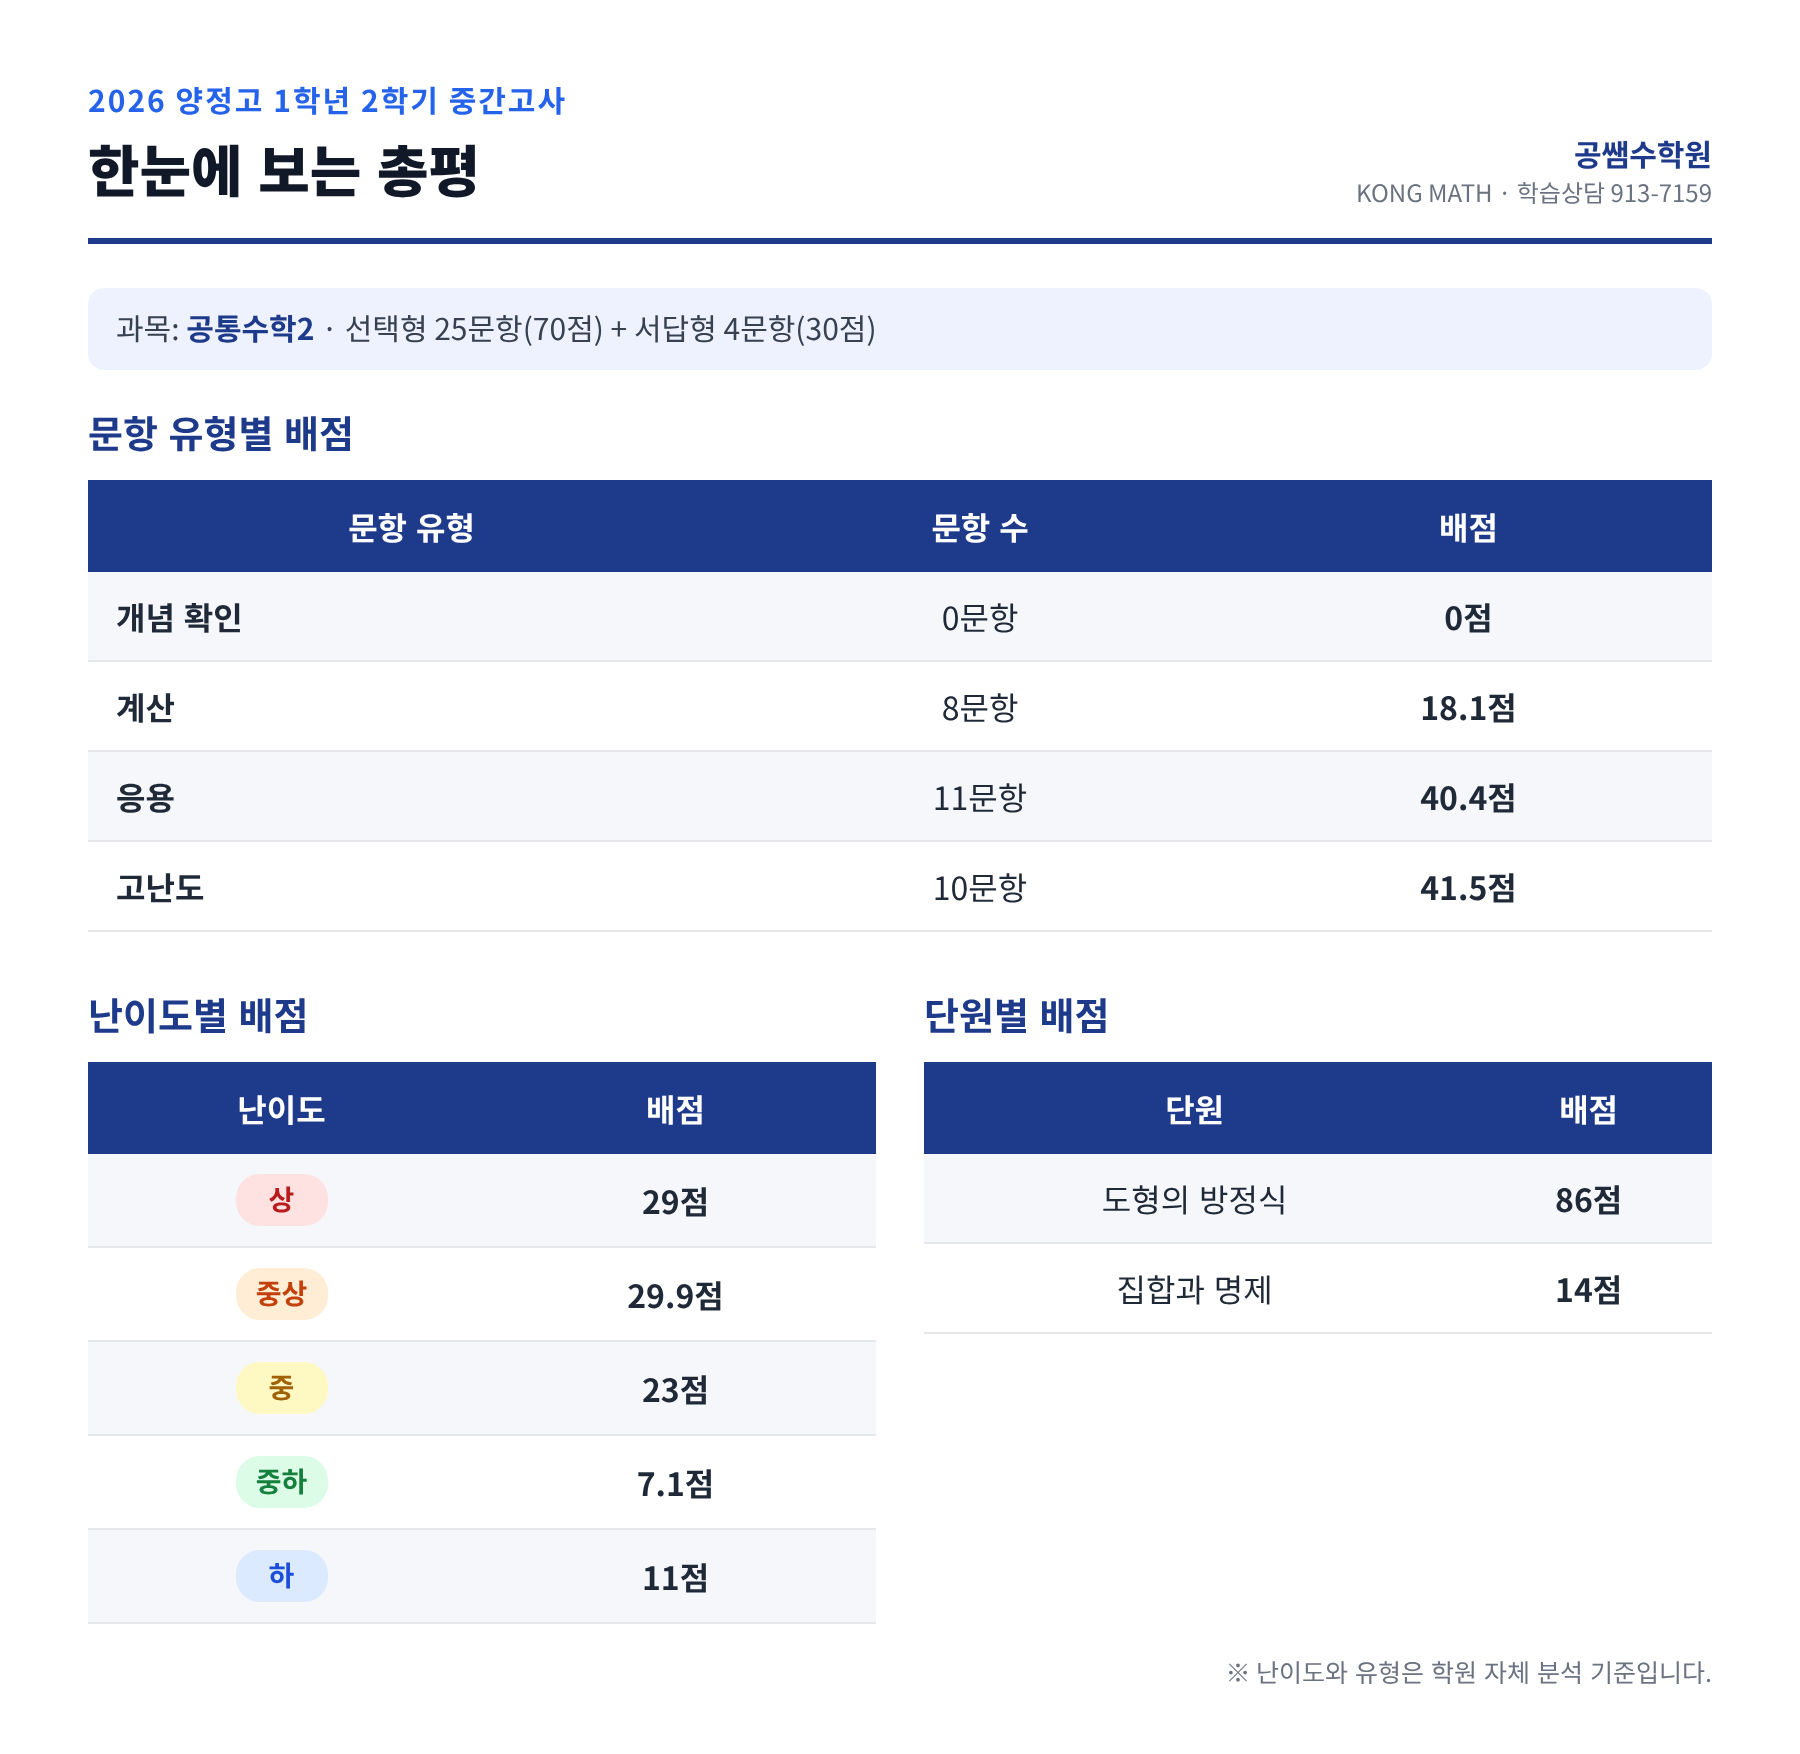 2026 양정고 1학년 2학기 중간고사
한눈에 보는 총평
공쌤수학원
KONG MATH · 학습상담 913-7159
과목: 공통수학2 · 선택형 25문항(70점) + 서답형 4문항(30점)
문항 유형별 배점
문항 유형 문항 수 배점
개념 확인 0문항 0점
계산 8문항 18.1점
응용 11문항 40.4점
고난도 10문항 41.5점
난이도별 배점
난이도 배점
상 29점
중상 29.9점
중 23점
중하 7.1점
하 11점
단원별 배점
단원 배점
도형의 방정식 86점
집합과 명제 14점
※ 난이도와 유형은 학원 자체 분석 기준입니다.